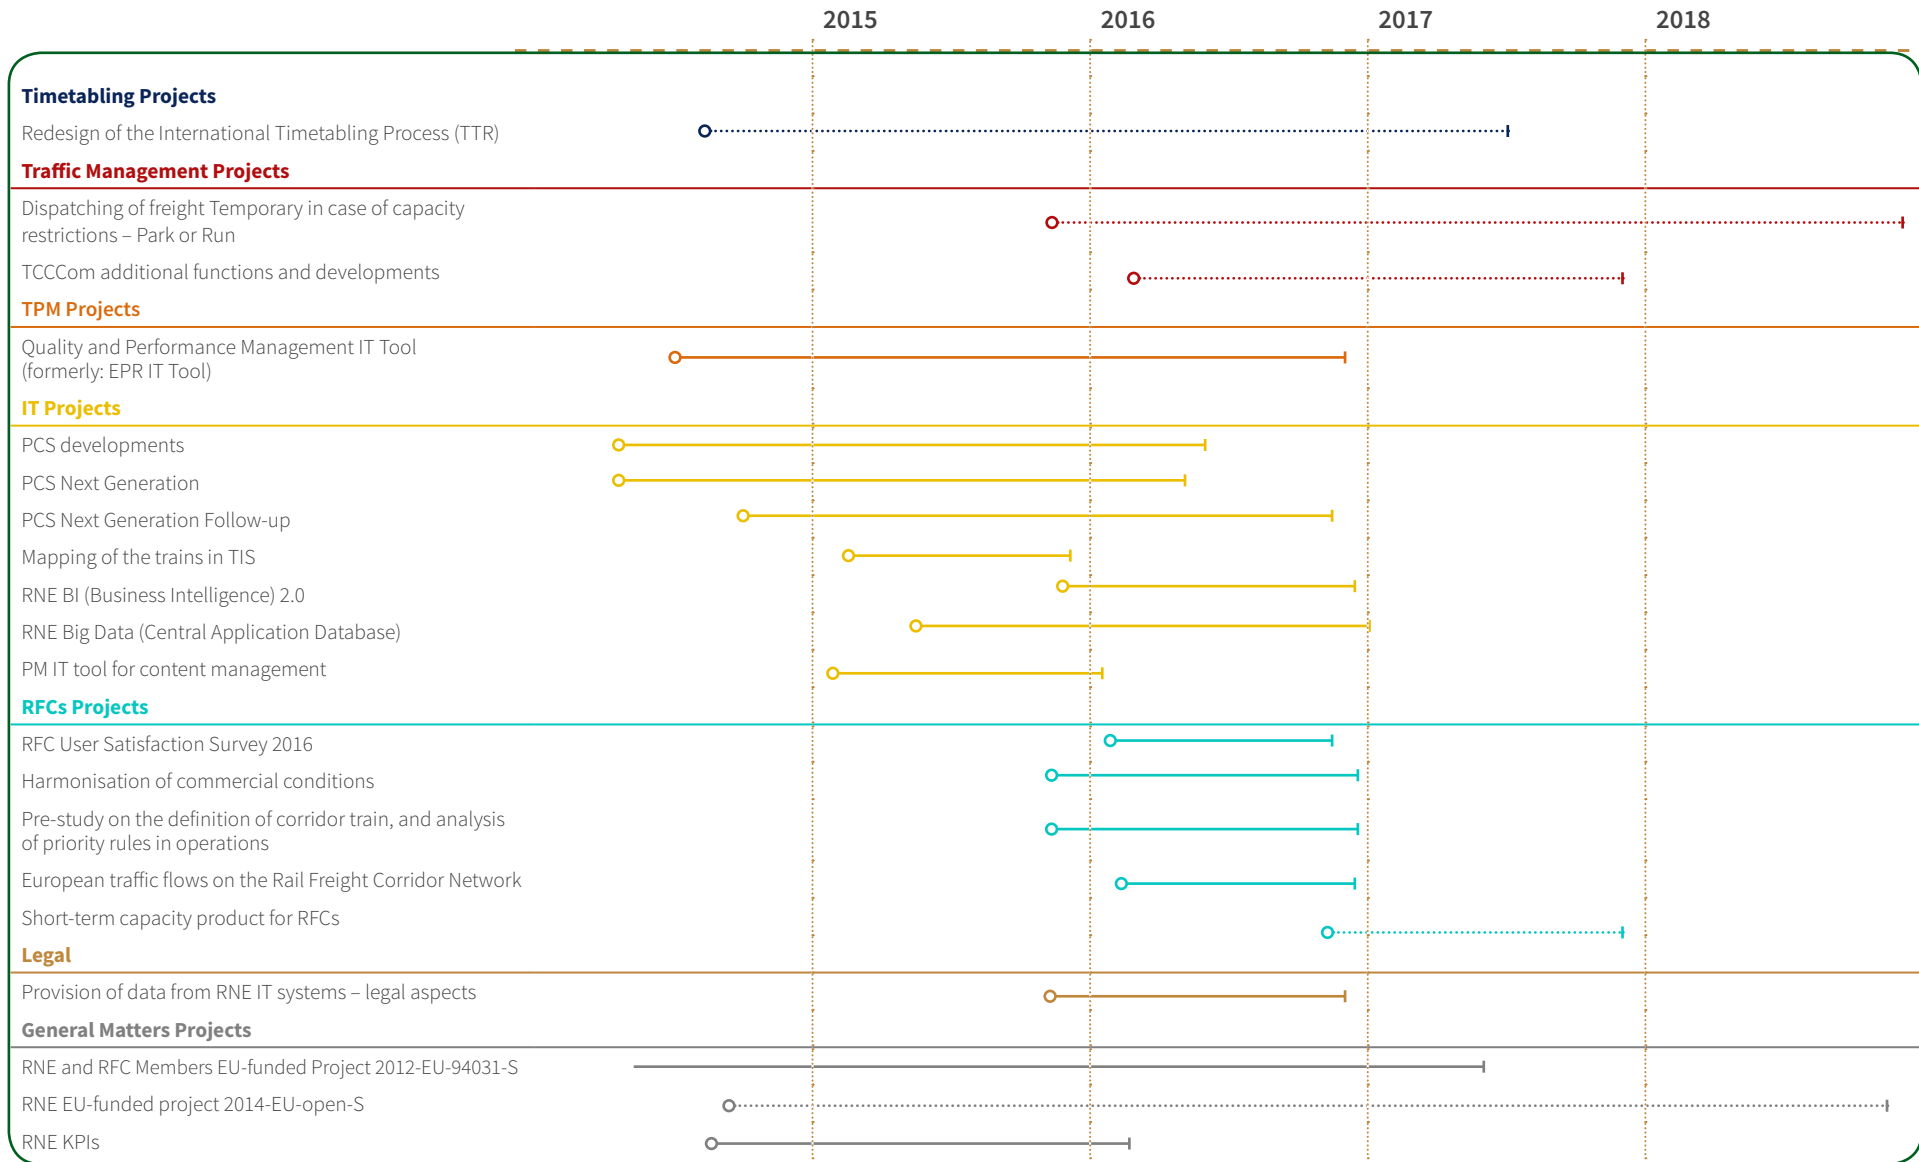 2015 2016 2017 2018
Timetabling Projects
Redesign of the International Timetabling Process (TTR)
Traffic Management Projects
Dispatching of freight Temporary in case of capacity
restrictions – Park or Run
TCCCom additional functions and developments
TPM Projects
Quality and Performance Management IT Tool
(formerly: EPR IT Tool)
IT Projects
PCS developments
PCS Next Generation
PCS Next Generation Follow-up
Mapping of the trains in TIS
RNE BI (Business Intelligence) 2.0
RNE Big Data (Central Application Database)
PM IT tool for content management
RFCs Projects
RFC User Satisfaction Survey 2016
Harmonisation of commercial conditions
Pre-study on the definition of corridor train, and analysis
of priority rules in operations
European traffic flows on the Rail Freight Corridor Network
Short-term capacity product for RFCs
Legal
Provision of data from RNE IT systems – legal aspects
General Matters Projects
RNE and RFC Members EU-funded Project 2012-EU-94031-S
RNE EU-funded project 2014-EU-open-S
RNE KPIs